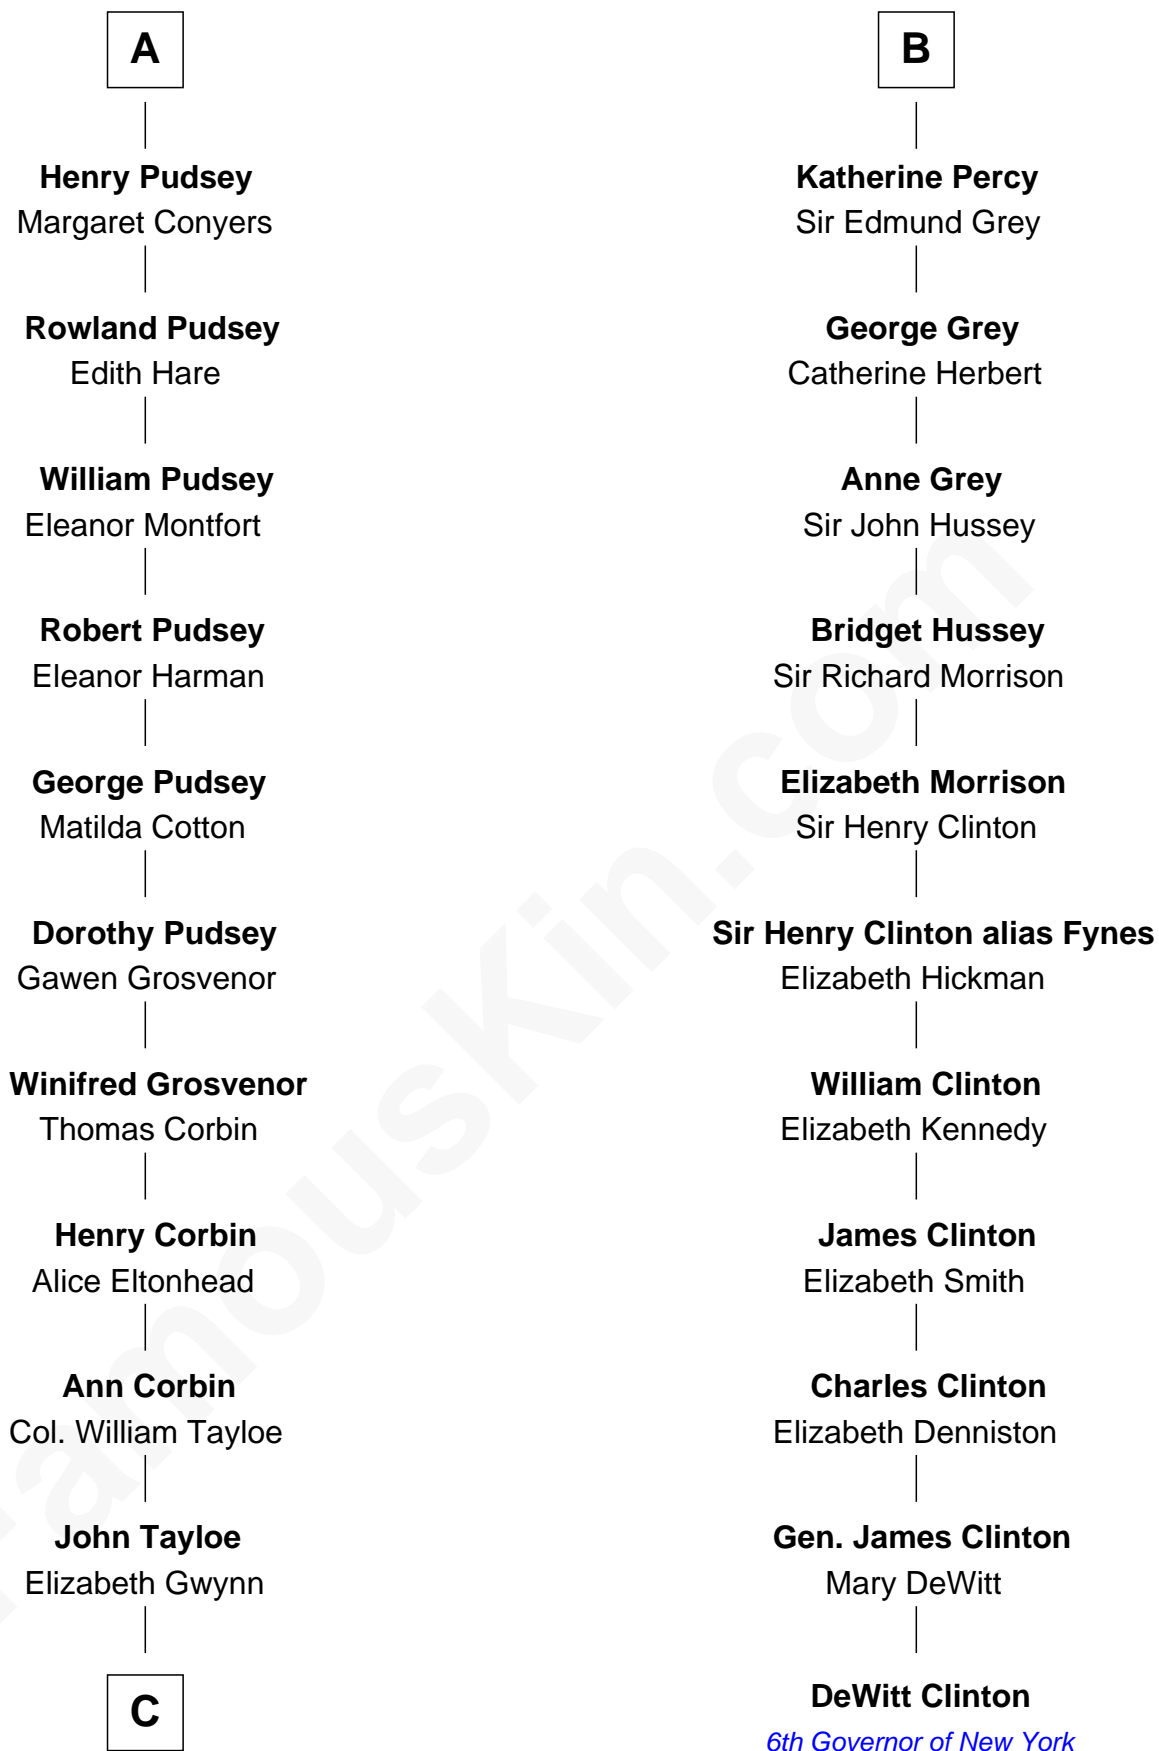 A
Henry Pudsey
Margaret Conyers
Rowland Pudsey
Edith Hare
William Pudsey
Eleanor Montfort
Robert Pudsey
Eleanor Harman
George Pudsey
Matilda Cotton
Dorothy Pudsey
Gawen Grosvenor
Winifred Grosvenor
Thomas Corbin
Henry Corbin
Alice Eltonhead
Ann Corbin
Col. William Tayloe
John Tayloe
Elizabeth Gwynn
C
B
Katherine Percy
Sir Edmund Grey
George Grey
Catherine Herbert
Anne Grey
Sir John Hussey
Bridget Hussey
Sir Richard Morrison
Elizabeth Morrison
Sir Henry Clinton
Sir Henry Clinton alias Fynes
Elizabeth Hickman
William Clinton
Elizabeth Kennedy
James Clinton
Elizabeth Smith
Charles Clinton
Elizabeth Denniston
Gen. James Clinton
Mary DeWitt
DeWitt Clinton
6th Governor of New York
FamousKin.com